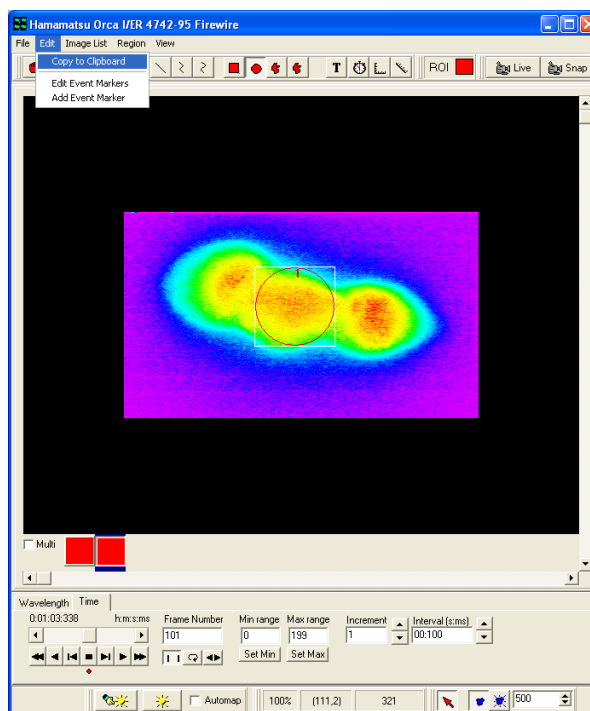 Hamamatsu Orca I/ER 4742-95 Firewire
File Edit Image List Region View
Copy to Clipboard
Edit Event Markers
Add Event Marker
T ROI Live Snap
1
Multi
Wavelength Time
0:01:03:338 h:m:s:ms Frame Number Min range Max range Increment Interval (s:ms)
101 0 199 1 00:100
Set Min Set Max
Automap 100% (111,2) 321 500